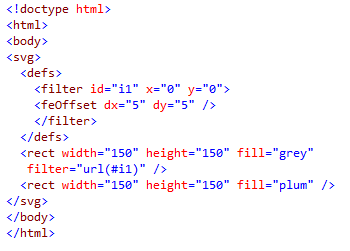 <!doctype html>
<html>
<body>
<svg>
<defs>
<filter id="i1" x="0" y="0">
<feOffset dx="5" dy="5" />
</filter>
</defs>
<rect width="150" height="150" fill="grey"
filter="url(#i1)" />
<rect width="150" height="150" fill="plum" />
</svg>
</body>
</html>